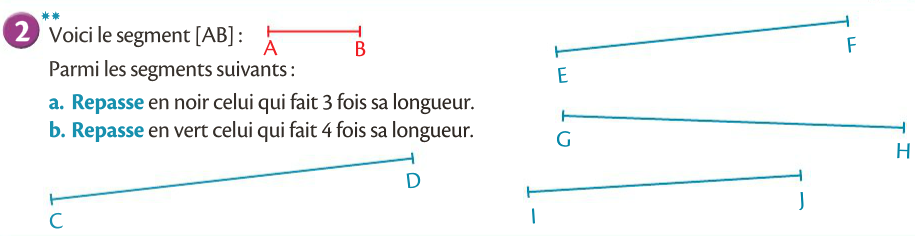 2 ** Voici le segment [AB] :
A B
Parmi les segments suivants :
a. Repasse en noir celui qui fait 3 fois sa longueur.
b. Repasse en vert celui qui fait 4 fois sa longueur.
C D
E F
G H
I J